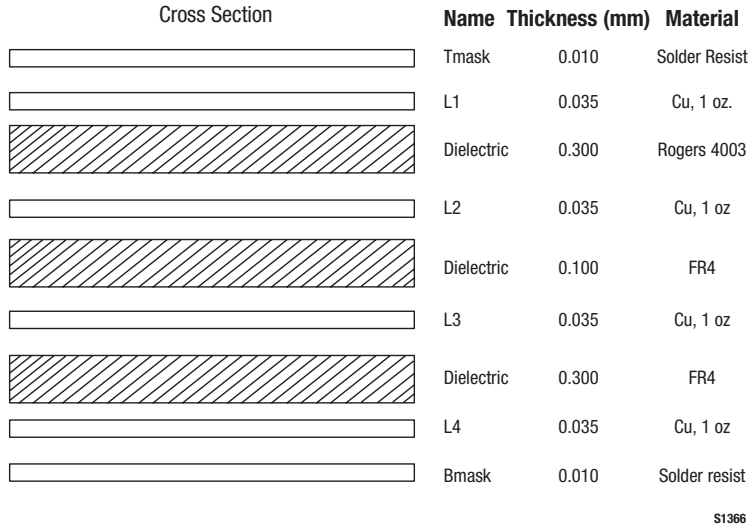 Cross Section Name Thickness (mm) Material
Tmask 0.010 Solder Resist
L1 0.035 Cu, 1 oz.
Dielectric 0.300 Rogers 4003
L2 0.035 Cu, 1 oz
Dielectric 0.100 FR4
L3 0.035 Cu, 1 oz
Dielectric 0.300 FR4
L4 0.035 Cu, 1 oz
Bmask 0.010 Solder resist
S1366